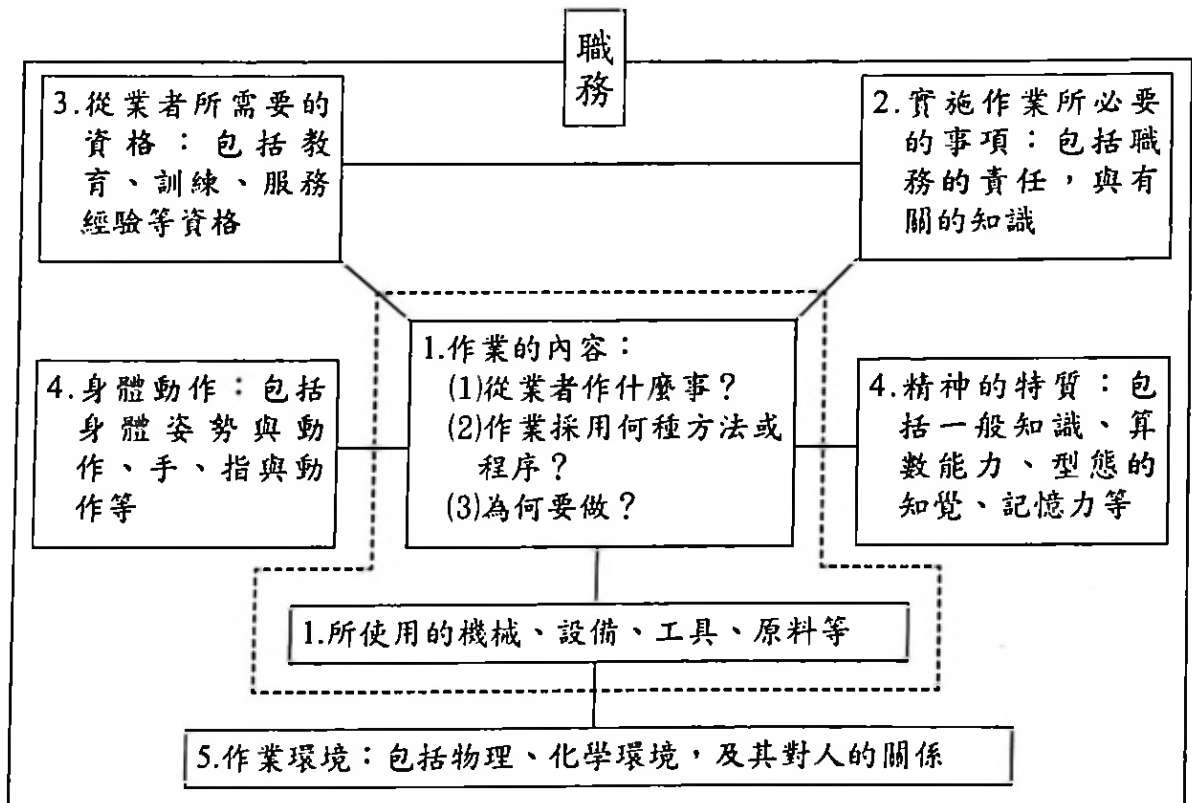 職
務
3.從業者所需要的
資格：包括教
育、訓練、服務
經驗等資格
2.實施作業所必要
的事項：包括職
務的責任，與有
關的知識
1.作業的內容：
(1)從業者作什麼事？
(2)作業採用何種方法或
程序？
(3)為何要做？
4.身體動作：包括
身體姿勢與動
作、手、指與動
作等
4.精神的特質：包
括一般知識、算
數能力、型態的
知覺、記憶力等
1.所使用的機械、設備、工具、原料等
5.作業環境：包括物理、化學環境，及其對人的關係